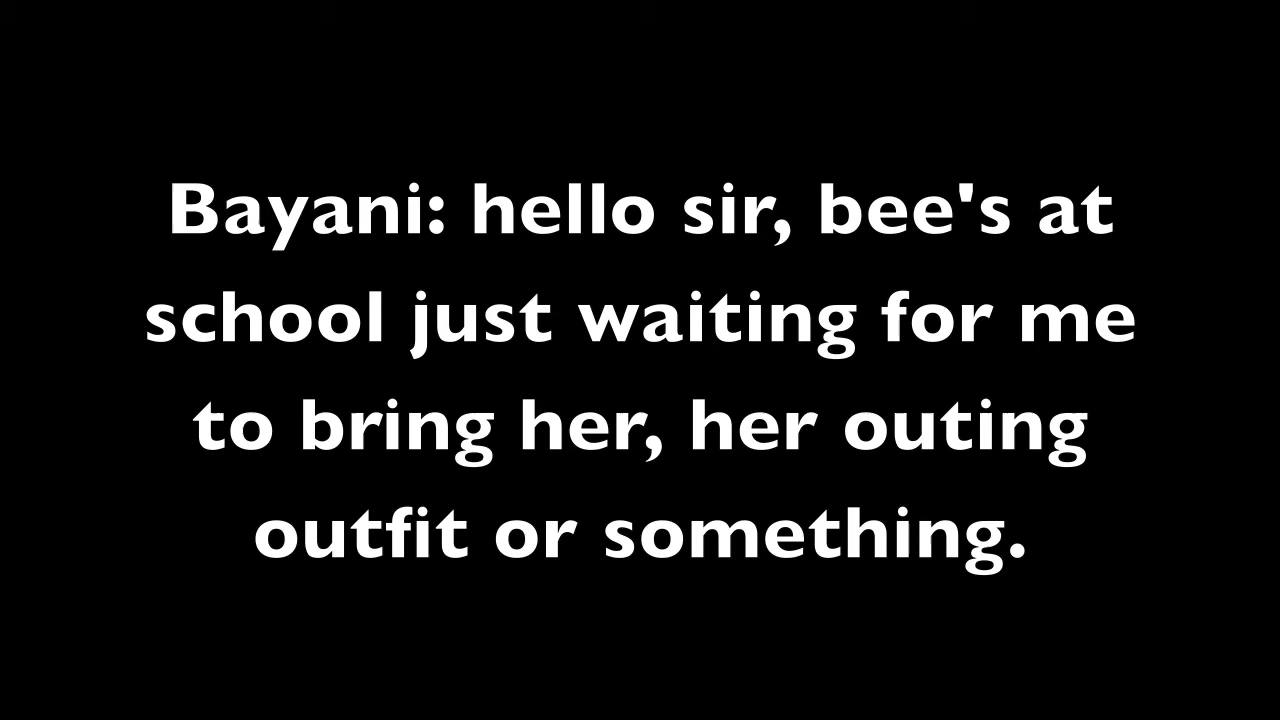 Bayani: hello sir, bee's at
school just waiting for me
to bring her, her outing
outfit or something.